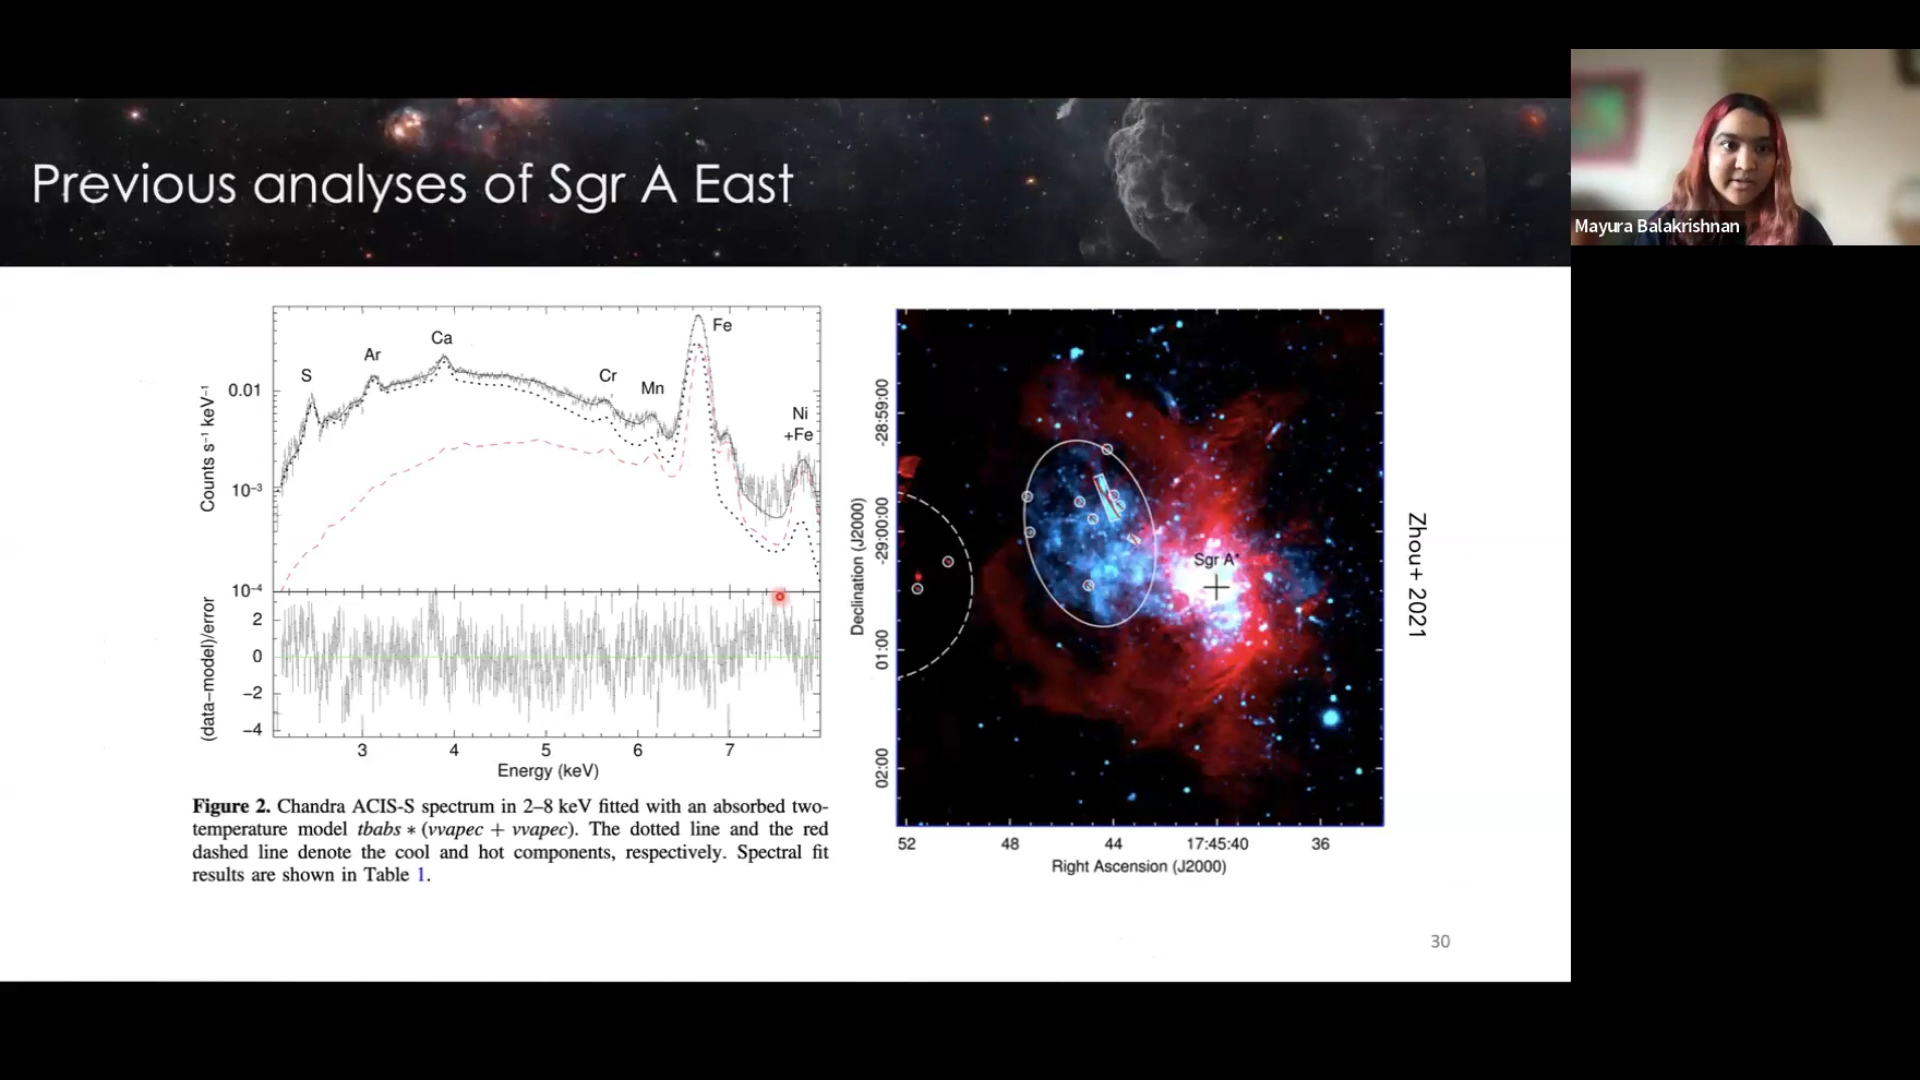 Previous analyses of Sgr A East
Mayura Balakrishnan
S
Ar
Ca
Cr
Mn
Fe
Ni
+Fe
Counts s⁻¹ keV⁻¹
0.01
10⁻³
10⁻⁴
(data−model)/error
2
0
−2
−4
3
4
5
6
7
Energy (keV)
Figure 2. Chandra ACIS-S spectrum in 2–8 keV fitted with an absorbed two-
temperature model tbabs * (vvapec + vvapec). The dotted line and the red
dashed line denote the cool and hot components, respectively. Spectral fit
results are shown in Table 1.
Declination (J2000)
-28:59:00
-29:00:00
01:00
02:00
Sgr A*
52
48
44
17:45:40
36
Right Ascension (J2000)
Zhou+ 2021
30